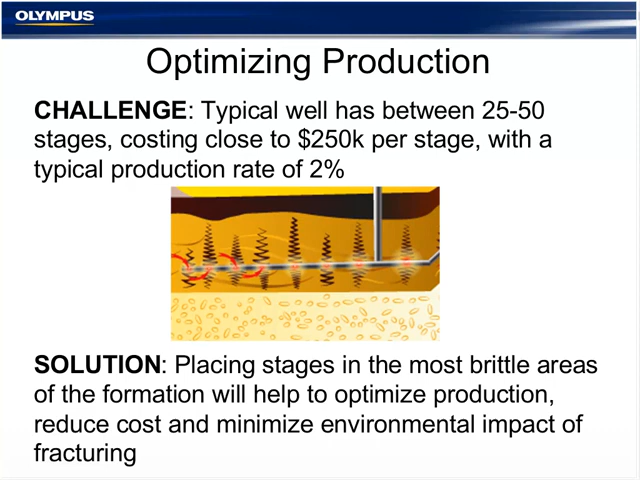 OLYMPUS
Optimizing Production
CHALLENGE: Typical well has between 25-50
stages, costing close to $250k per stage, with a
typical production rate of 2%
SOLUTION: Placing stages in the most brittle areas
of the formation will help to optimize production,
reduce cost and minimize environmental impact of
fracturing